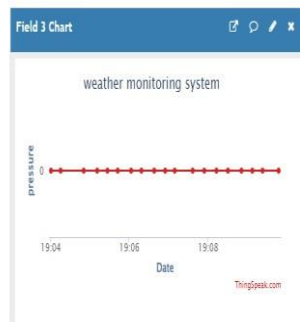 Field 3 Chart
weather monitoring system
pressure
0
19:04 19:06 19:08
Date
ThingSpeak.com